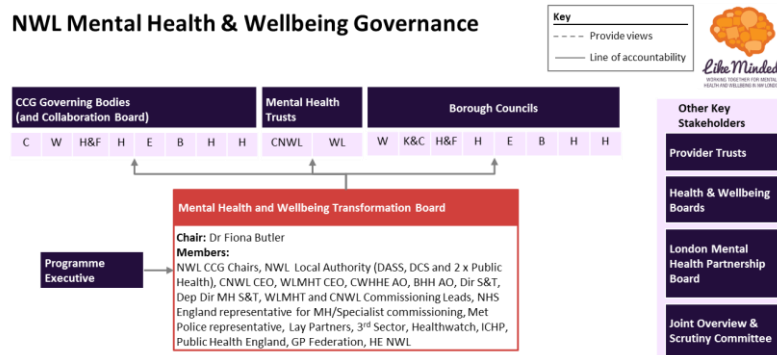 NWL Mental Health & Wellbeing Governance
Key
Provide views
Line of accountability
Like Minded
WORKING TOGETHER FOR MENTAL
HEALTH AND WELLBEING IN NW LONDON
CCG Governing Bodies
(and Collaboration Board)
Mental Health
Trusts
Borough Councils
C W H&F H E B H H
CNWL WL
W K&C H&F H E B H H
Other Key
Stakeholders
Provider Trusts
Health & Wellbeing
Boards
London Mental
Health Partnership
Board
Joint Overview &
Scrutiny Committee
Mental Health and Wellbeing Transformation Board
Chair: Dr Fiona Butler
Members:
NWL CCG Chairs, NWL Local Authority (DASS, DCS and 2 x Public
Health), CNWL CEO, WLMHT CEO, CWHHE AO, BHH AO, Dir S&T,
Dep Dir MH S&T, WLMHT and CNWL Commissioning Leads, NHS
England representative for MH/Specialist commissioning, Met
Police representative, Lay Partners, 3rd Sector, Healthwatch, ICHP,
Public Health England, GP Federation, HE NWL
Programme
Executive